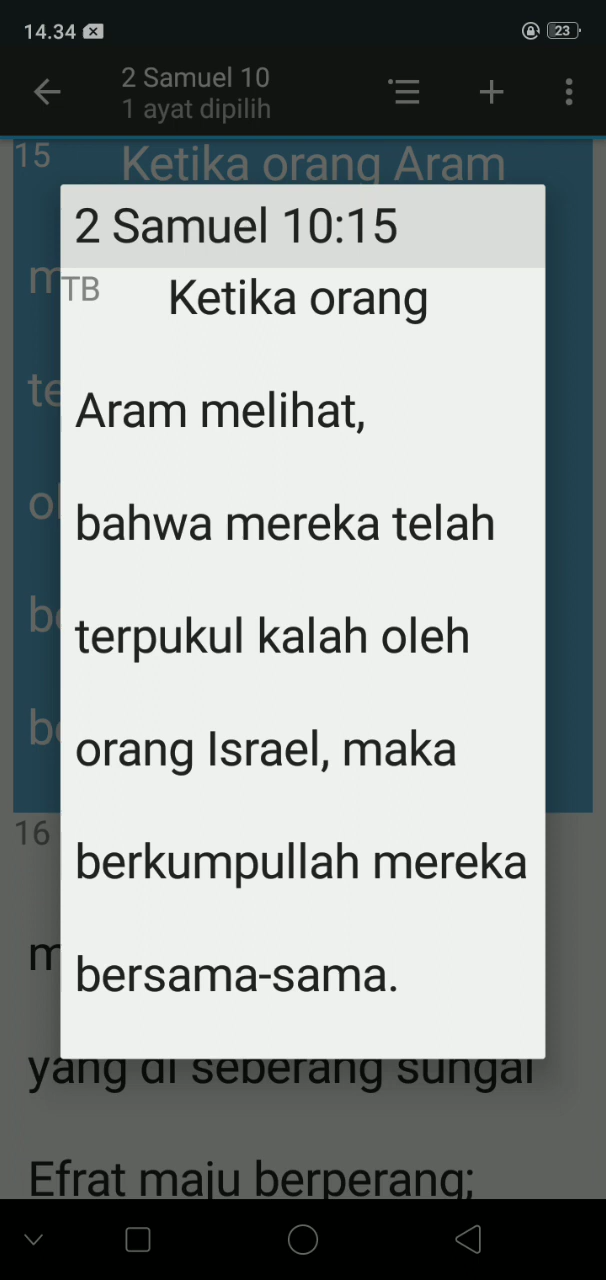 14.34
23
2 Samuel 10
1 ayat dipilih
15 Ketika orang Aram
2 Samuel 10:15
TB Ketika orang
Aram melihat,
bahwa mereka telah
terpukul kalah oleh
orang Israel, maka
berkumpullah mereka
bersama-sama.
16
yang di seberang sungai
Efrat maju berperang;